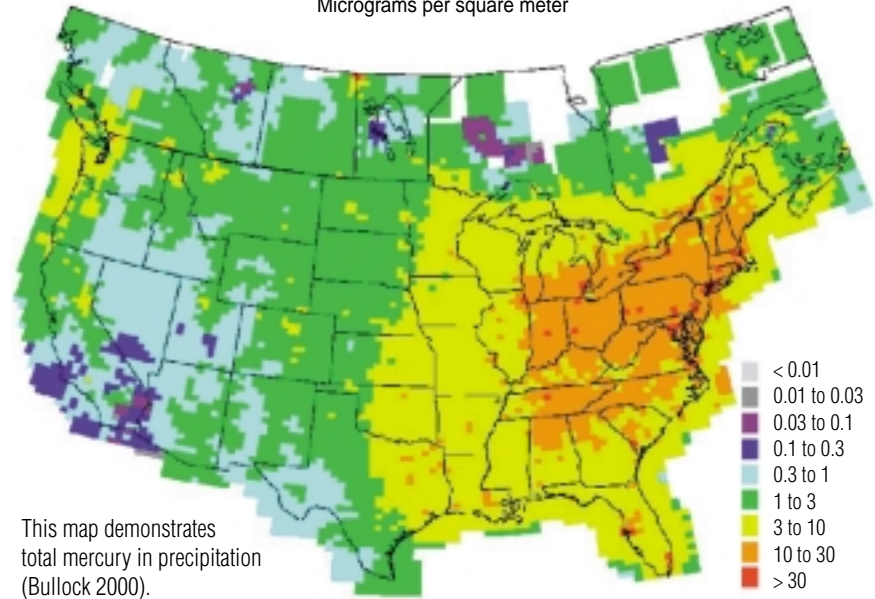 Micrograms per square meter
< 0.01
0.01 to 0.03
0.03 to 0.1
0.1 to 0.3
0.3 to 1
1 to 3
3 to 10
10 to 30
> 30
This map demonstrates
total mercury in precipitation
(Bullock 2000).